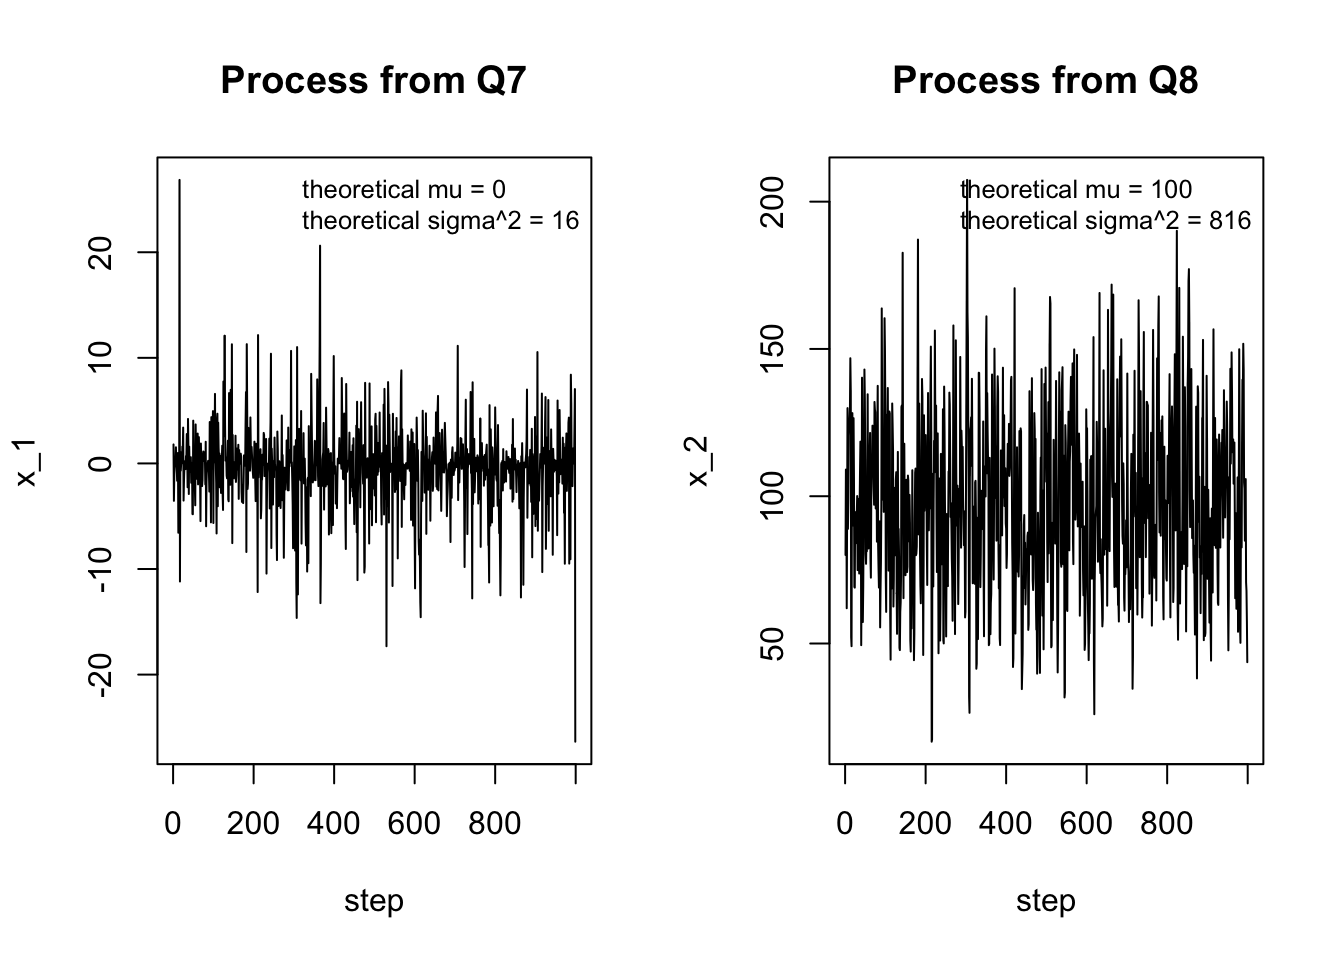 Process from Q7
theoretical mu = 0
theoretical sigma^2 = 16
20
10
0
-10
-20
x_1
0 200 400 600 800
step
Process from Q8
theoretical mu = 100
theoretical sigma^2 = 816
200
150
100
50
x_2
0 200 400 600 800
step